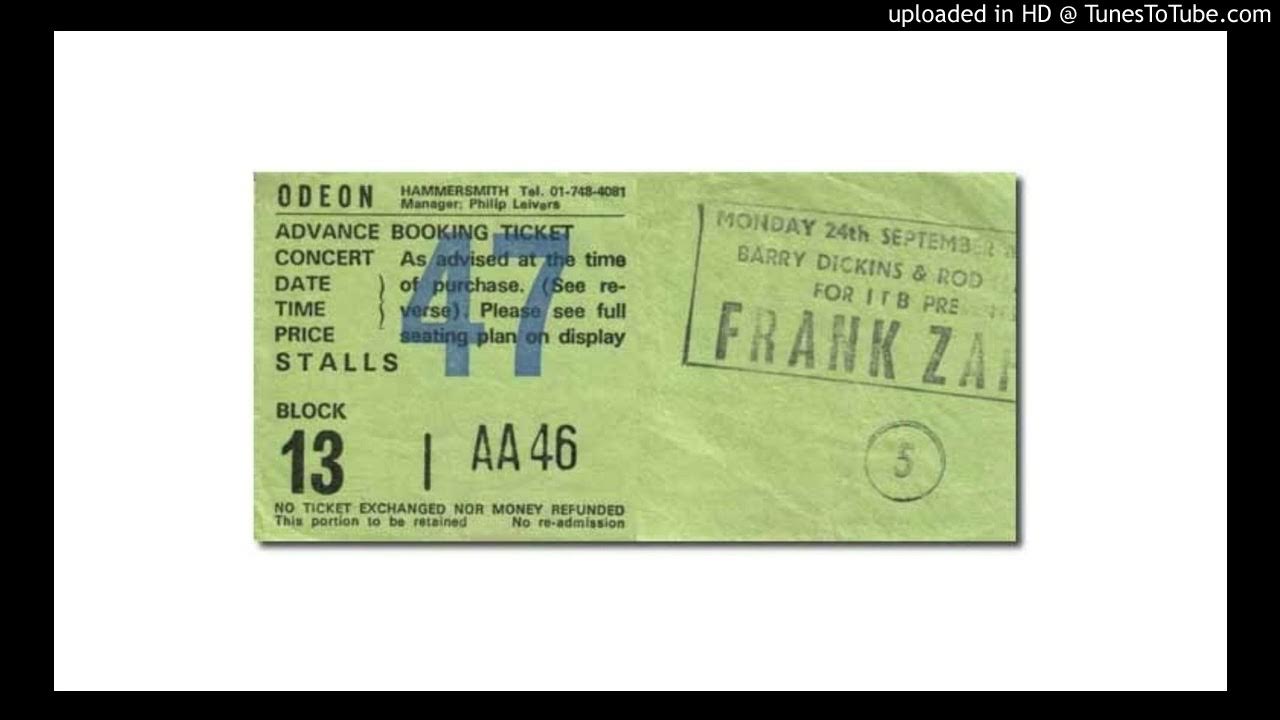 uploaded in HD @ TunesToTube.com
ODEON HAMMERSMITH Tel. 01-748-4081
Manager: Philip Leivers
ADVANCE BOOKING TICKET
CONCERT As advised at the time
DATE } of purchase. (See re-
TIME } verse). Please see full
PRICE seating plan on display
STALLS
47
BLOCK
13 | AA46
NO TICKET EXCHANGED NOR MONEY REFUNDED
This portion to be retained No re-admission
MONDAY 24th SEPTEMBER
BARRY DICKINS & ROD
FOR ITB PRE
FRANK ZAP
5